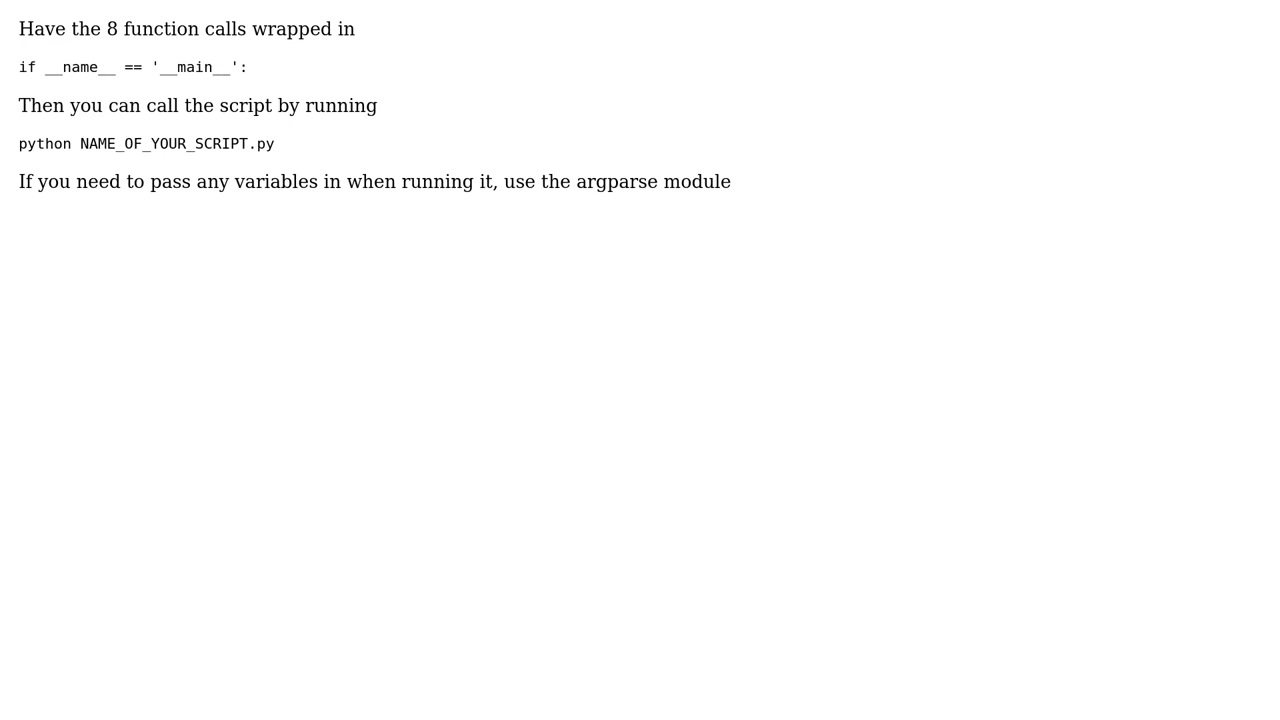 Have the 8 function calls wrapped in
if __name__ == '__main__':
Then you can call the script by running
python NAME_OF_YOUR_SCRIPT.py
If you need to pass any variables in when running it, use the argparse module